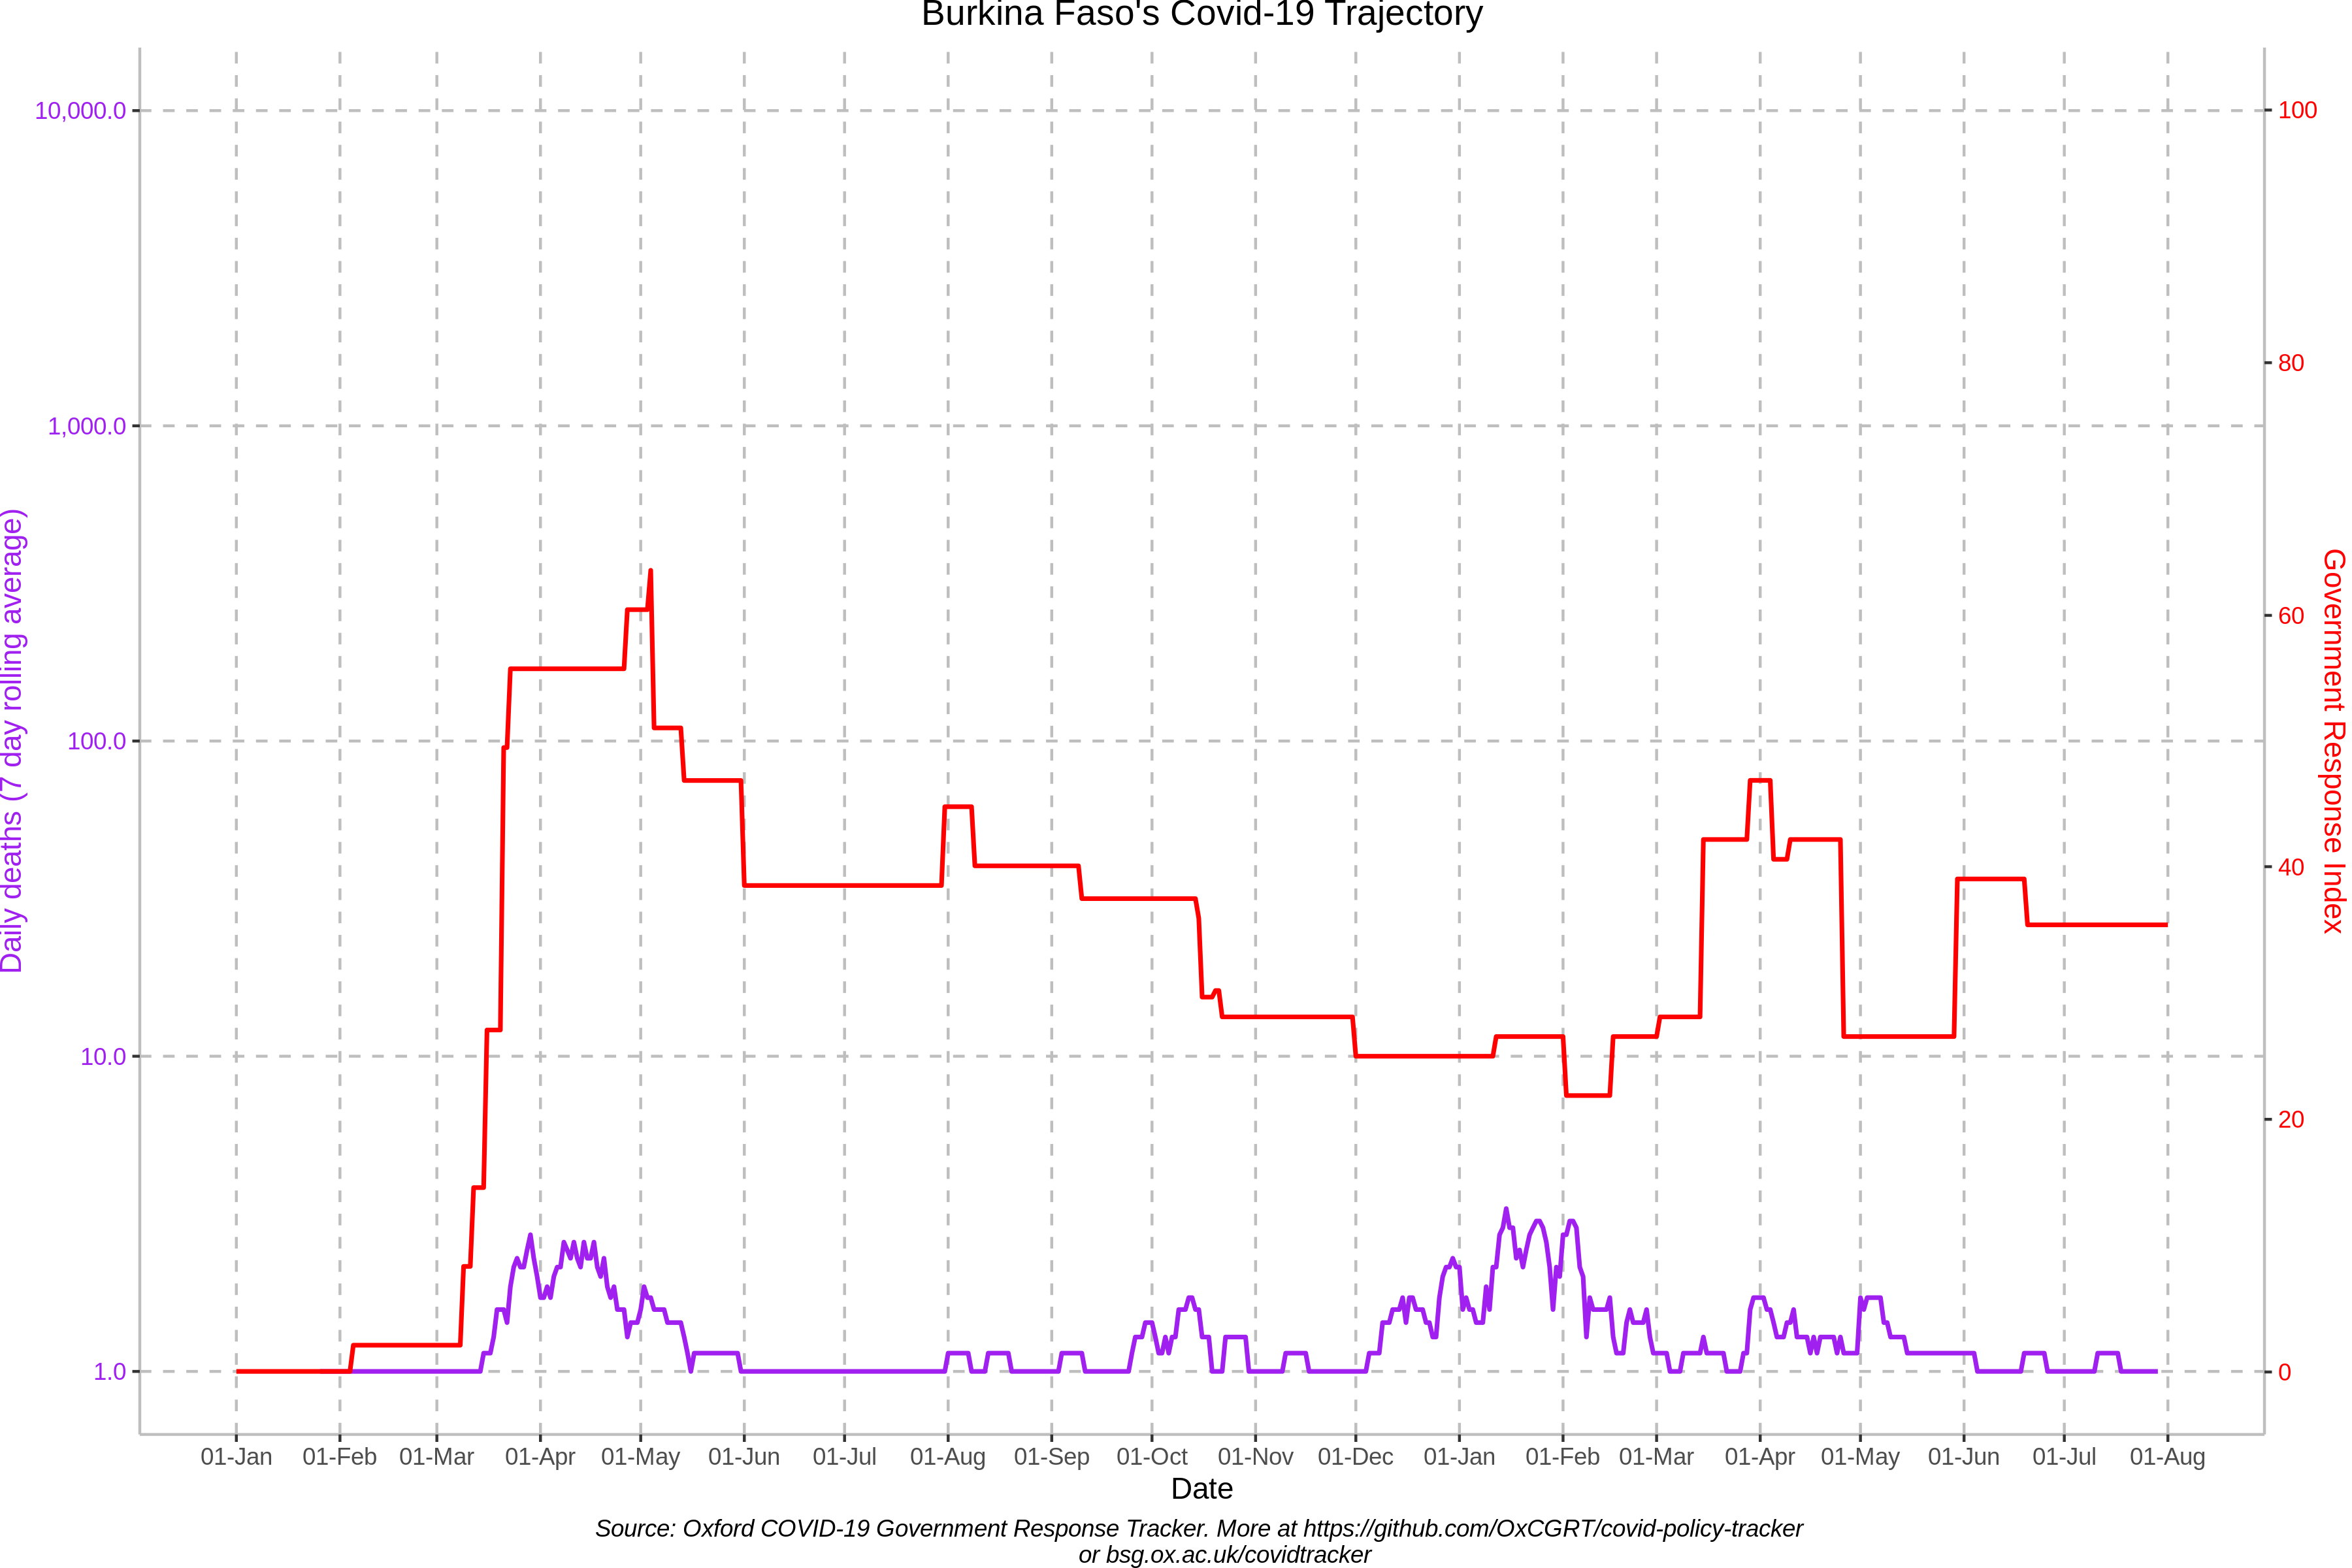 Burkina Faso's Covid-19 Trajectory
10,000.0
1,000.0
100.0
10.0
1.0
Daily deaths (7 day rolling average)
100
80
60
40
20
0
Government Response Index
01-Jan 01-Feb 01-Mar 01-Apr 01-May 01-Jun 01-Jul 01-Aug 01-Sep 01-Oct 01-Nov 01-Dec 01-Jan 01-Feb 01-Mar 01-Apr 01-May 01-Jun 01-Jul 01-Aug
Date
Source: Oxford COVID-19 Government Response Tracker. More at https://github.com/OxCGRT/covid-policy-tracker
or bsg.ox.ac.uk/covidtracker